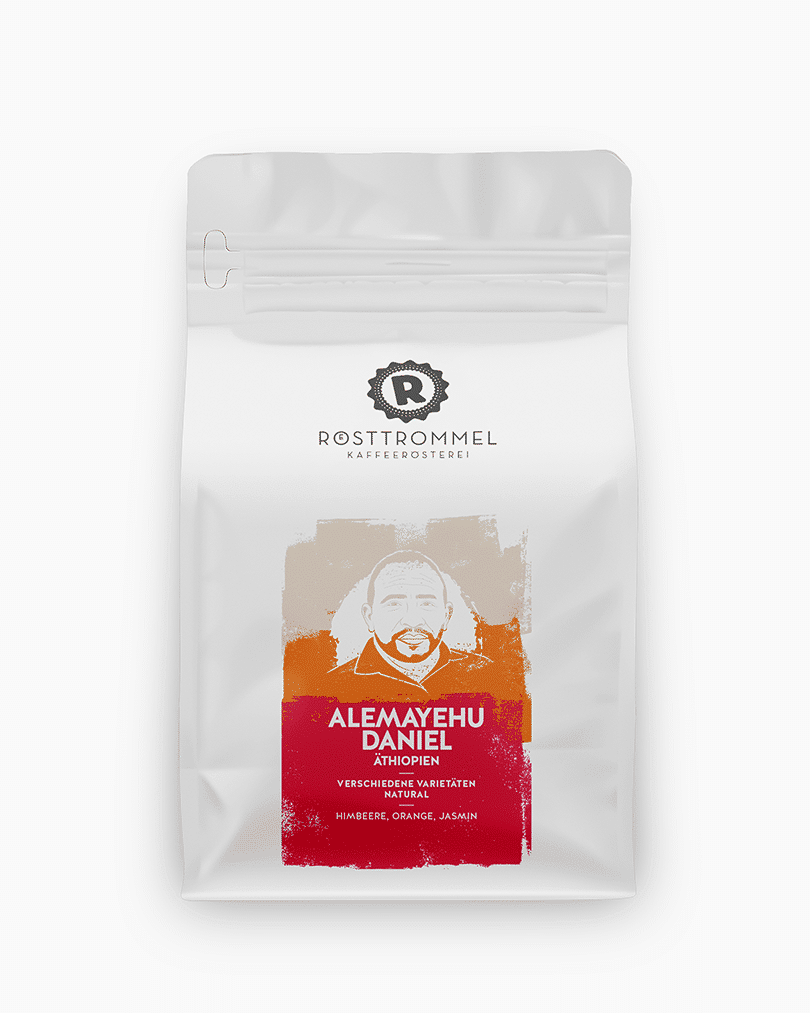 R
RÖSTTROMMEL
KAFFEERÖSTEREI
ALEMAYEHU
DANIEL
ÄTHIOPIEN
VERSCHIEDENE VARIETÄTEN
NATURAL
HIMBEERE, ORANGE, JASMIN